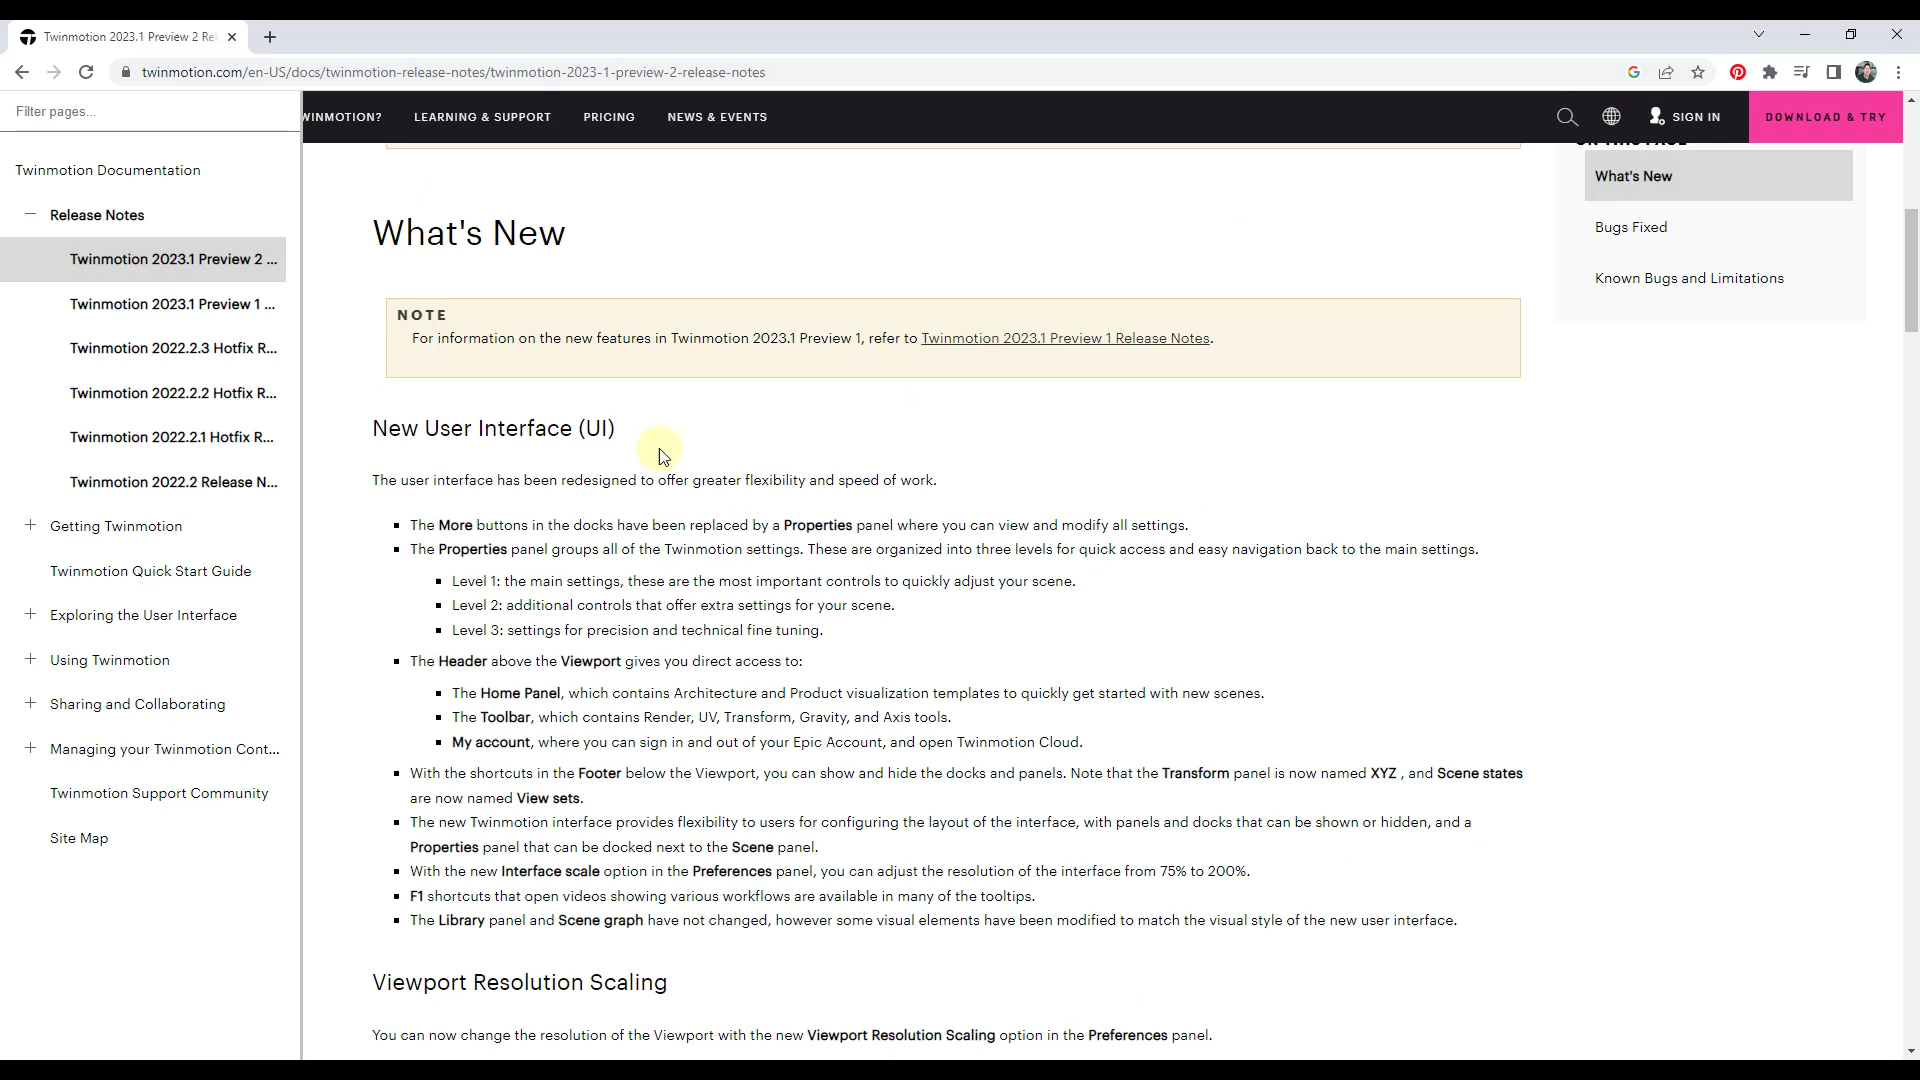 Twinmotion 2023.1 Preview 2 Rel
twinmotion.com/en-US/docs/twinmotion-release-notes/twinmotion-2023-1-preview-2-release-notes
Filter pages...
WINMOTION?
LEARNING & SUPPORT
PRICING
NEWS & EVENTS
SIGN IN
DOWNLOAD & TRY
Twinmotion Documentation
Release Notes
Twinmotion 2023.1 Preview 2 ...
Twinmotion 2023.1 Preview 1 ...
Twinmotion 2022.2.3 Hotfix R...
Twinmotion 2022.2.2 Hotfix R...
Twinmotion 2022.2.1 Hotfix R...
Twinmotion 2022.2 Release N...
Getting Twinmotion
Twinmotion Quick Start Guide
Exploring the User Interface
Using Twinmotion
Sharing and Collaborating
Managing your Twinmotion Cont...
Twinmotion Support Community
Site Map
What's New
NOTE
For information on the new features in Twinmotion 2023.1 Preview 1, refer to Twinmotion 2023.1 Preview 1 Release Notes.
New User Interface (UI)
The user interface has been redesigned to offer greater flexibility and speed of work.
The More buttons in the docks have been replaced by a Properties panel where you can view and modify all settings.
The Properties panel groups all of the Twinmotion settings. These are organized into three levels for quick access and easy navigation back to the main settings.
Level 1: the main settings, these are the most important controls to quickly adjust your scene.
Level 2: additional controls that offer extra settings for your scene.
Level 3: settings for precision and technical fine tuning.
The Header above the Viewport gives you direct access to:
The Home Panel, which contains Architecture and Product visualization templates to quickly get started with new scenes.
The Toolbar, which contains Render, UV, Transform, Gravity, and Axis tools.
My account, where you can sign in and out of your Epic Account, and open Twinmotion Cloud.
With the shortcuts in the Footer below the Viewport, you can show and hide the docks and panels. Note that the Transform panel is now named XYZ , and Scene states
are now named View sets.
The new Twinmotion interface provides flexibility to users for configuring the layout of the interface, with panels and docks that can be shown or hidden, and a
Properties panel that can be docked next to the Scene panel.
With the new Interface scale option in the Preferences panel, you can adjust the resolution of the interface from 75% to 200%.
F1 shortcuts that open videos showing various workflows are available in many of the tooltips.
The Library panel and Scene graph have not changed, however some visual elements have been modified to match the visual style of the new user interface.
Viewport Resolution Scaling
You can now change the resolution of the Viewport with the new Viewport Resolution Scaling option in the Preferences panel.
What's New
Bugs Fixed
Known Bugs and Limitations